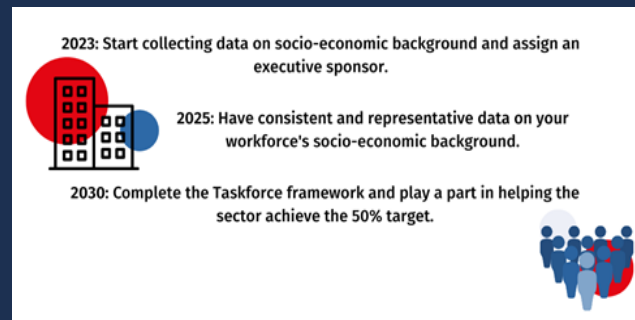 2023: Start collecting data on socio-economic background and assign an
executive sponsor.
2025: Have consistent and representative data on your
workforce's socio-economic background.
2030: Complete the Taskforce framework and play a part in helping the
sector achieve the 50% target.